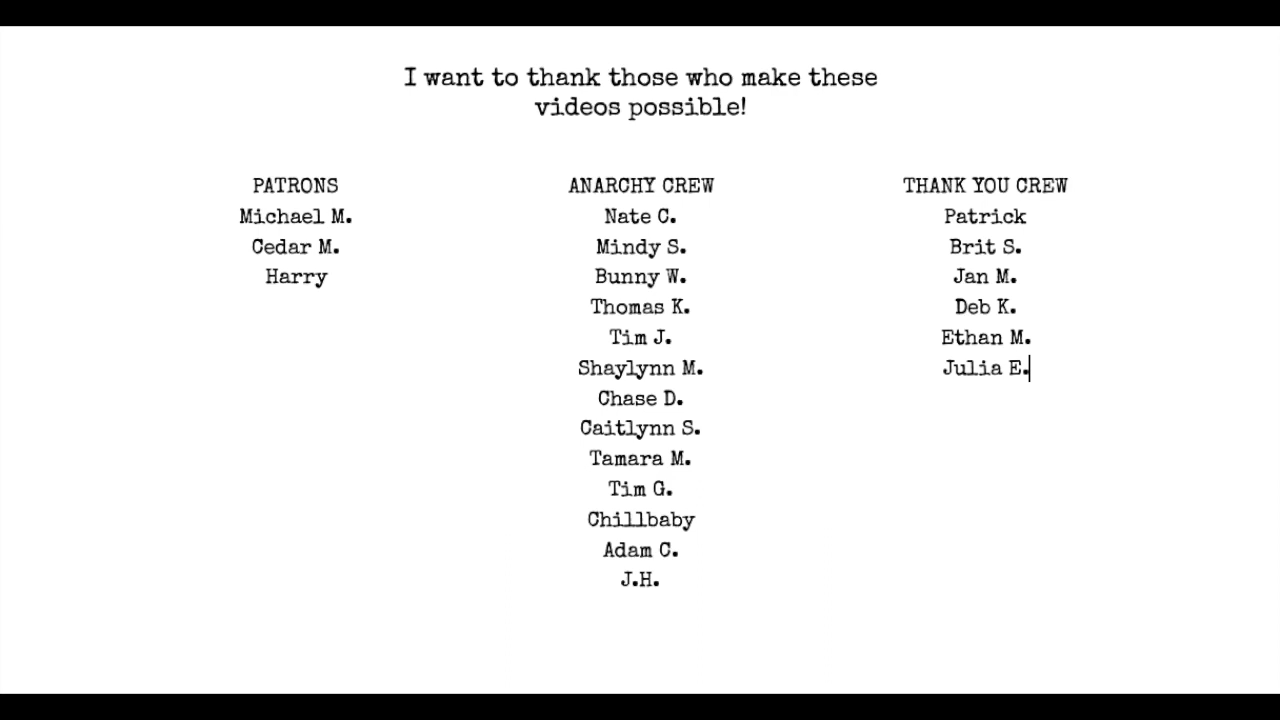 I want to thank those who make these
videos possible!
PATRONS
Michael M.
Cedar M.
Harry
ANARCHY CREW
Nate C.
Mindy S.
Bunny W.
Thomas K.
Tim J.
Shaylynn M.
Chase D.
Caitlynn S.
Tamara M.
Tim G.
Chillbaby
Adam C.
J.H.
THANK YOU CREW
Patrick
Brit S.
Jan M.
Deb K.
Ethan M.
Julia E.